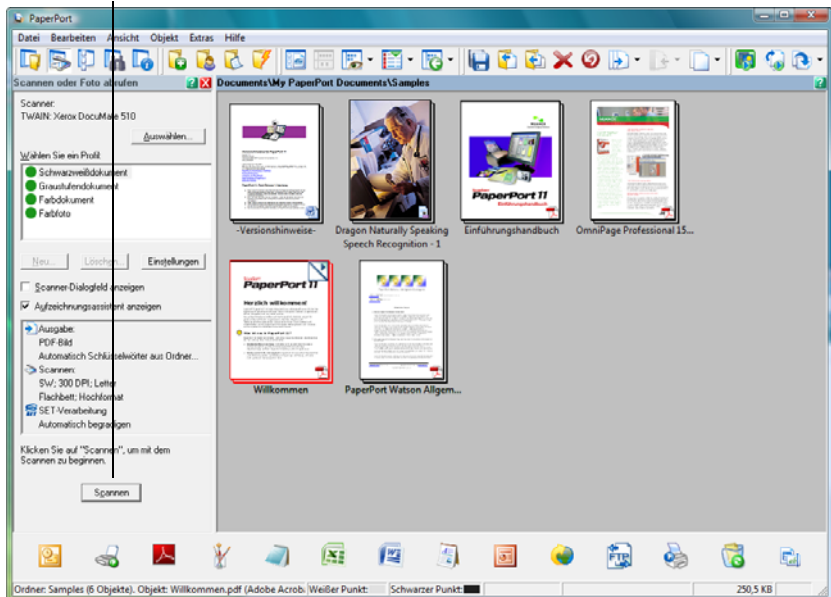 PaperPort
Datei Bearbeiten Ansicht Objekt Extras Hilfe
Scannen oder Foto abrufen
Documents\My PaperPort Documents\Samples
Scanner:
TWAIN: Xerox DocuMate 510
Auswählen...
Wählen Sie ein Profil:
Schwarzweißdokument
Graustufendokument
Farbdokument
Farbfoto
Neu... Löschen... Einstellungen
Scanner-Dialogfeld anzeigen
Aufzeichnungsassistent anzeigen
Ausgabe:
PDF-Bild
Automatisch Schlüsselwörter aus Ordner...
Scannen:
SW; 300 DPI; Letter
Flachbett; Hochformat
SET-Verarbeitung
Automatisch begradigen
Klicken Sie auf "Scannen", um mit dem
Scannen zu beginnen.
Scannen
-Versionshinweise-
Dragon Naturally Speaking
Speech Recognition - 1
PaperPort 11
Einführungshandbuch
Einführungshandbuch
OmniPage Professional 15...
PaperPort 11
Herzlich willkommen!
Willkommen
PaperPort Watson Allgem...
FTP
Ordner: Samples (6 Objekte). Objekt: Willkommen.pdf (Adobe Acrob. Weißer Punkt: Schwarzer Punkt: 250,5 KB